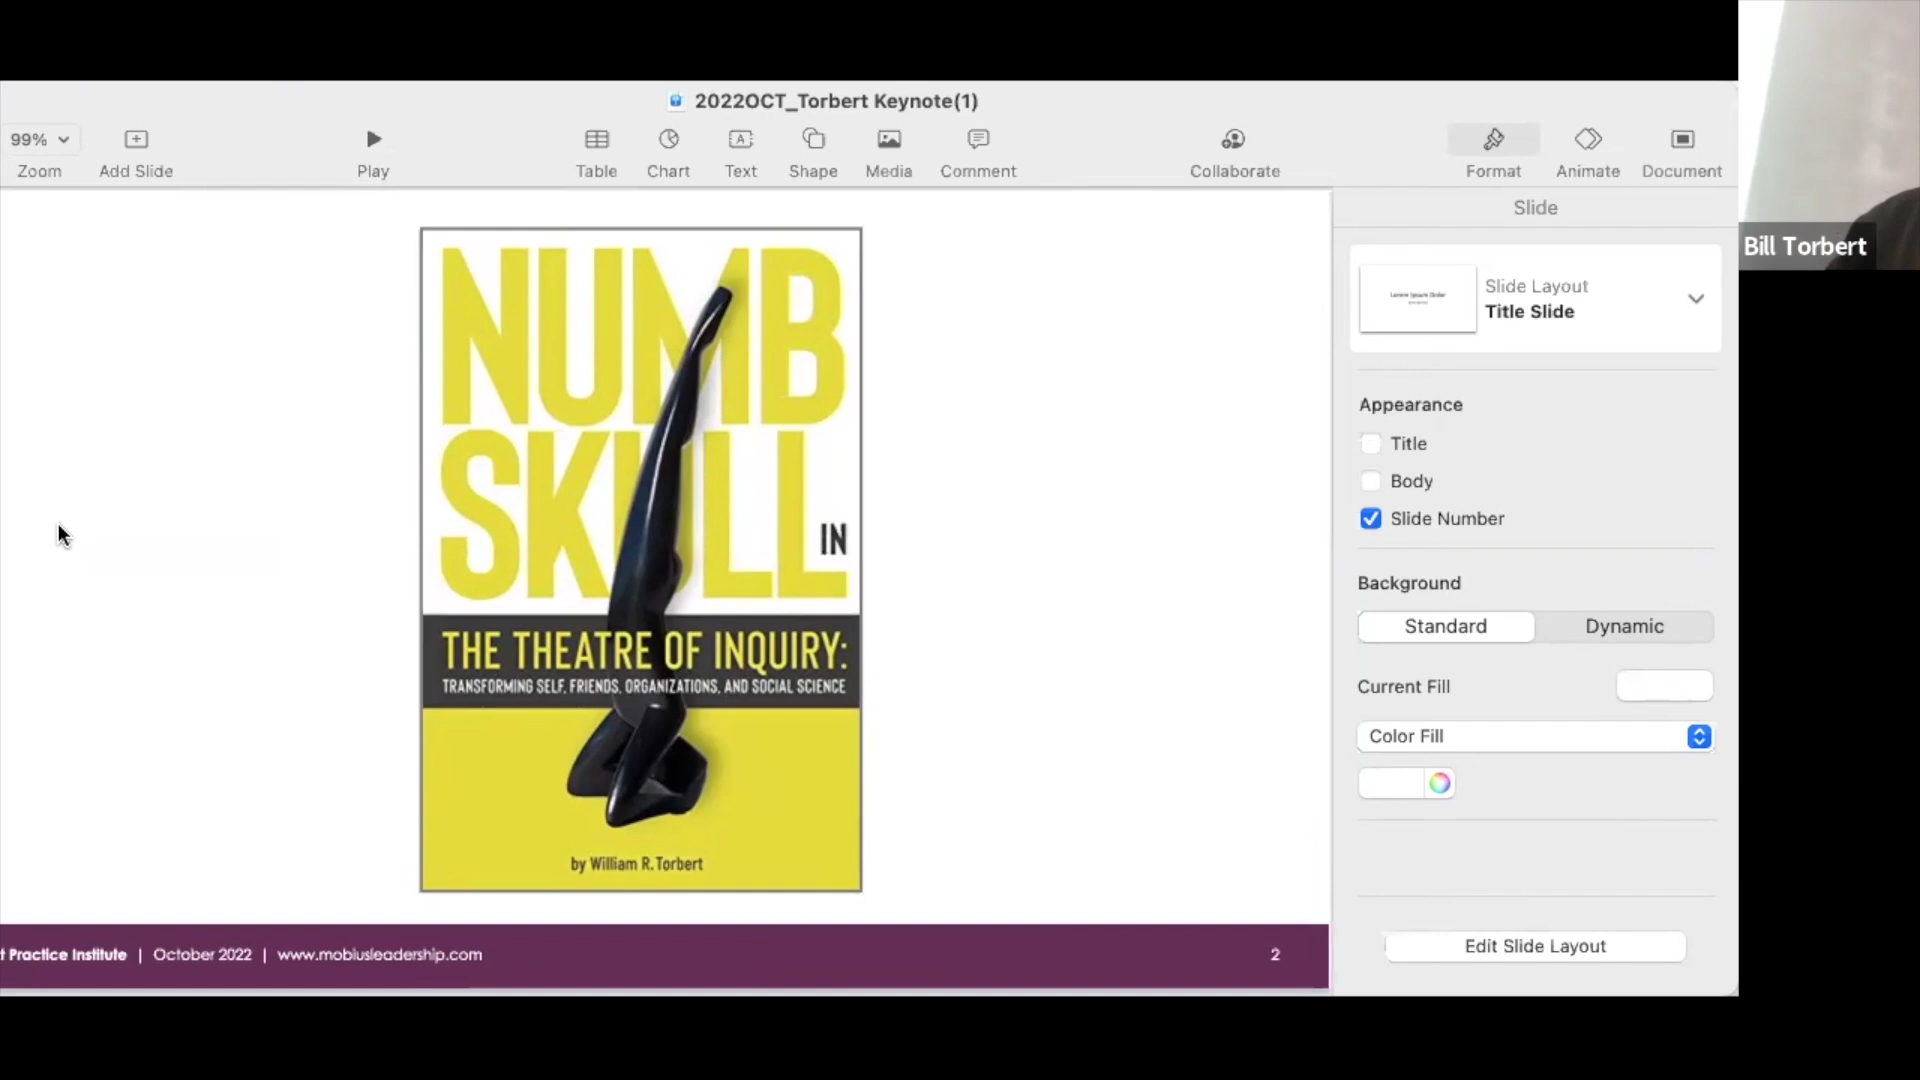 2022OCT_Torbert Keynote(1)
99%
Zoom
Add Slide
Play
Table
Chart
Text
Shape
Media
Comment
Collaborate
Format
Animate
Document
NUMB
SKULL
IN
THE THEATRE OF INQUIRY:
TRANSFORMING SELF, FRIENDS, ORGANIZATIONS, AND SOCIAL SCIENCE
by William R. Torbert
t Practice Institute | October 2022 | www.mobiusleadership.com
2
Slide
Lorem Ipsum Dolor
Slide Layout
Title Slide
Appearance
Title
Body
Slide Number
Background
Standard
Dynamic
Current Fill
Color Fill
Edit Slide Layout
Bill Torbert